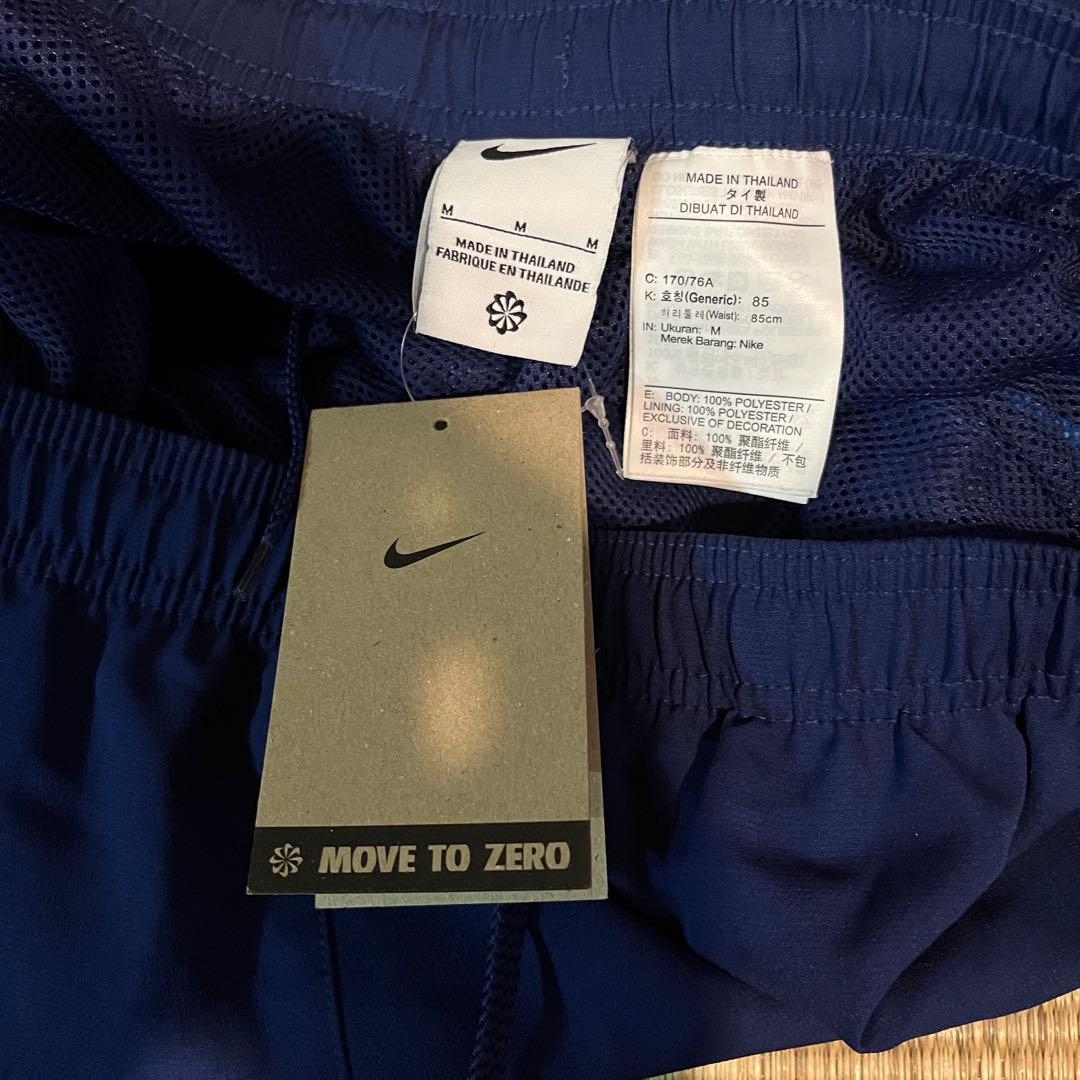 M
M
M
MADE IN THAILAND
FABRIQUE EN THAILANDE
MADE IN THAILAND
タイ製
DIBUAT DI THAILAND
C: 170/76A
K: 호칭(Generic): 85
허리둘레(Waist): 85cm
IN: Ukuran: M
Merek Barang: Nike
E: BODY: 100% POLYESTER /
LINING: 100% POLYESTER /
EXCLUSIVE OF DECORATION
C: 面料: 100% 聚酯纤维 /
里料: 100% 聚酯纤维 / 不包
括装饰部分及非纤维物质
MOVE TO ZERO